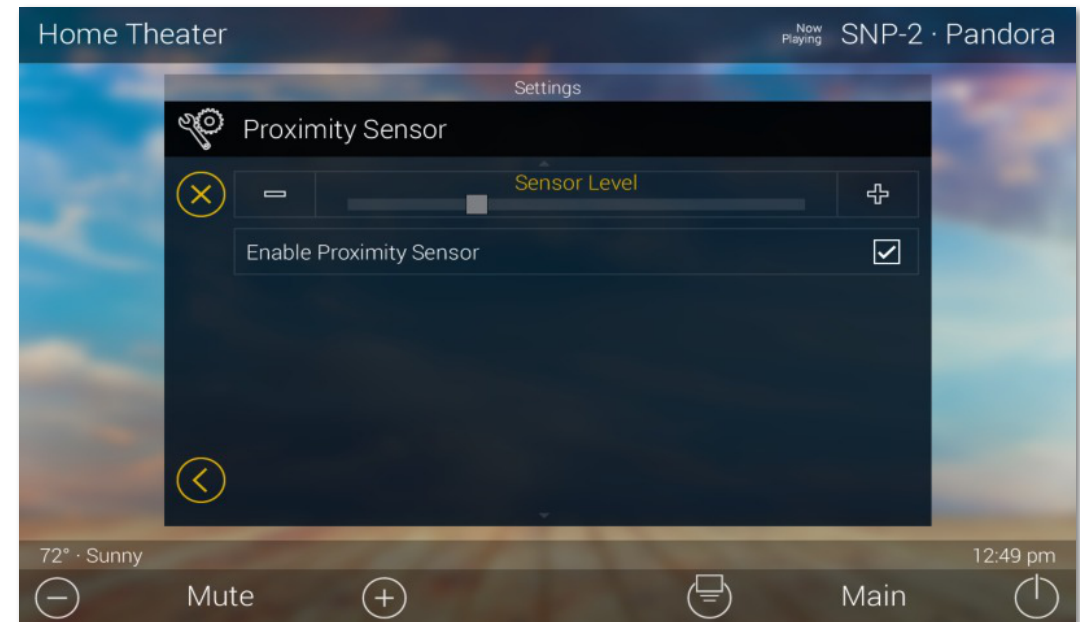 Home Theater
Now Playing SNP-2 · Pandora
Settings
Proximity Sensor
Sensor Level
Enable Proximity Sensor
72° · Sunny
12:49 pm
Mute
Main